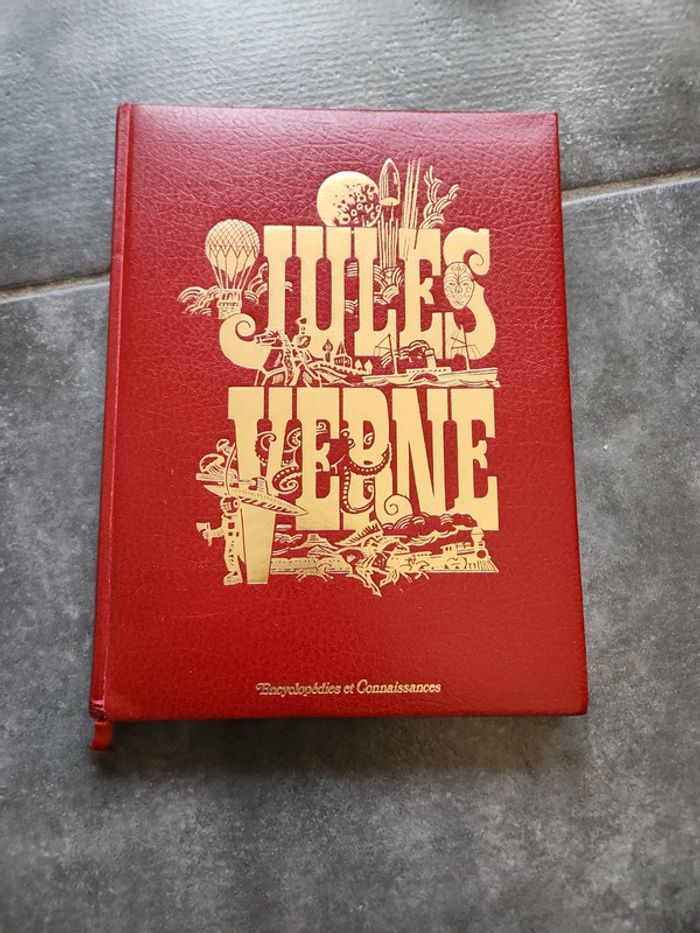 JULES
VERNE
Encyclopédies et Connaissances